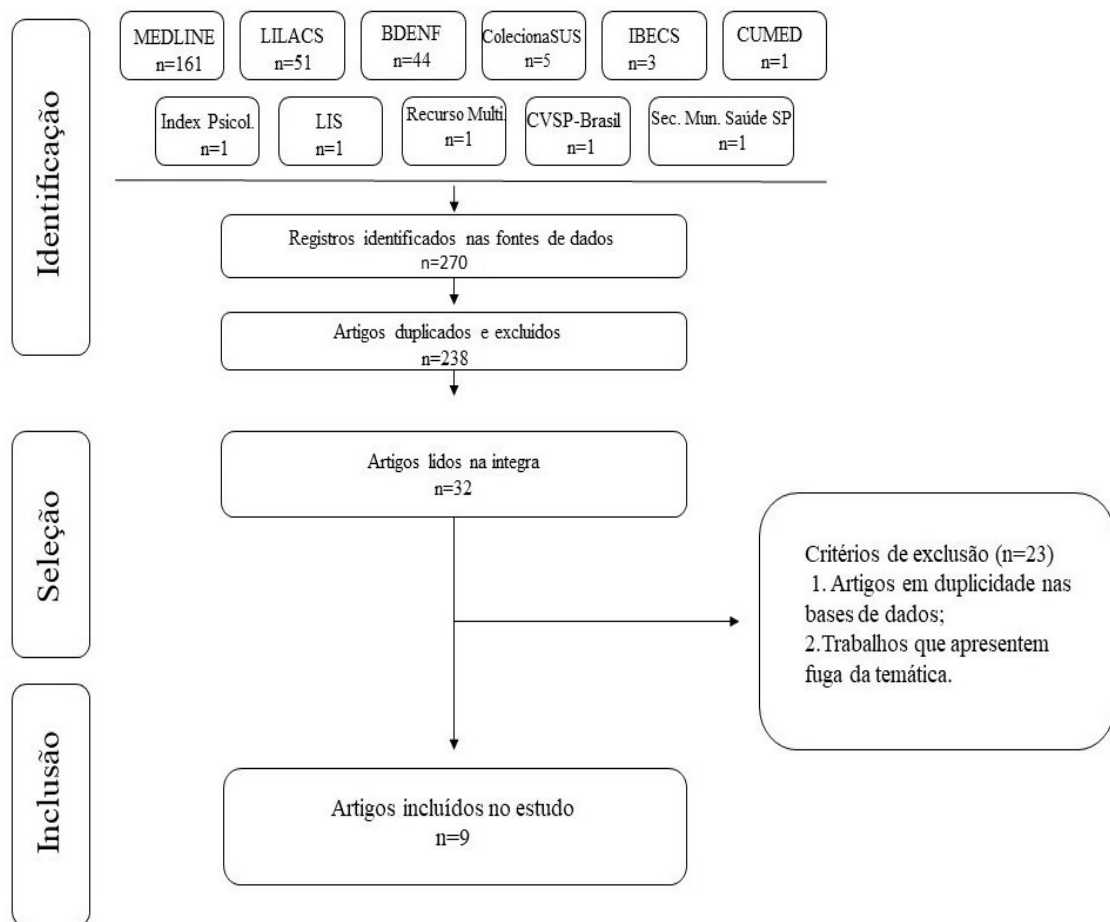 Identificação
MEDLINE
n=161
LILACS
n=51
BDENF
n=44
ColecionaSUS
n=5
IBECS
n=3
CUMED
n=1
Index Psicol.
n=1
LIS
n=1
Recurso Multi.
n=1
CVSP-Brasil
n=1
Sec. Mun. Saúde SP
n=1
Registros identificados nas fontes de dados
n=270
Artigos duplicados e excluidos
n=238
Seleção
Artigos lidos na integra
n=32
Critérios de exclusão (n=23)
1. Artigos em duplicidade nas
bases de dados;
2.Trabalhos que apresentem
fuga da temática.
Inclusão
Artigos incluídos no estudo
n=9